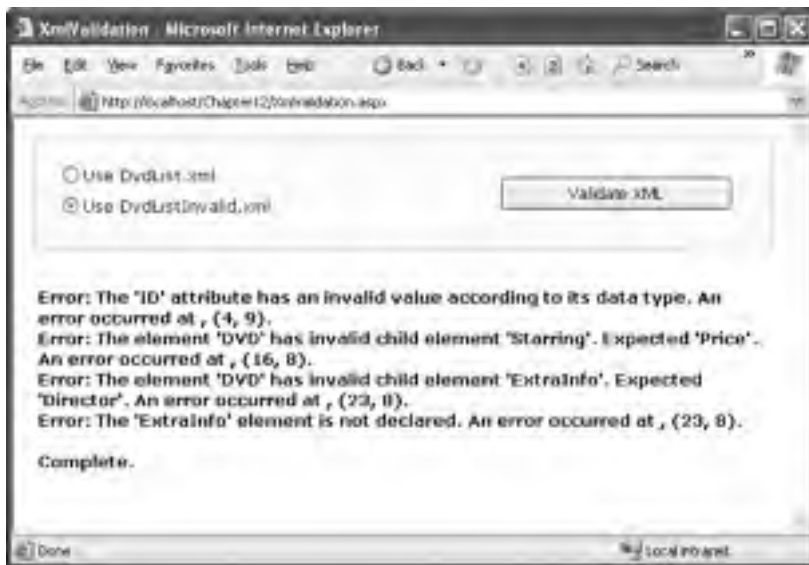 XmlValidation - Microsoft Internet Explorer
File Edit View Favorites Tools Help Back Search »
Address http://localhost/Chapter12/XmlValidation.aspx
Use DvdList.xml
Use DvdListInvalid.xml
Validate XML
Error: The 'ID' attribute has an invalid value according to its data type. An
error occurred at , (4, 9).
Error: The element 'DVD' has invalid child element 'Starring'. Expected 'Price'.
An error occurred at , (16, 8).
Error: The element 'DVD' has invalid child element 'ExtraInfo'. Expected
'Director'. An error occurred at , (23, 8).
Error: The 'ExtraInfo' element is not declared. An error occurred at , (23, 8).
Complete.
Done
Local intranet